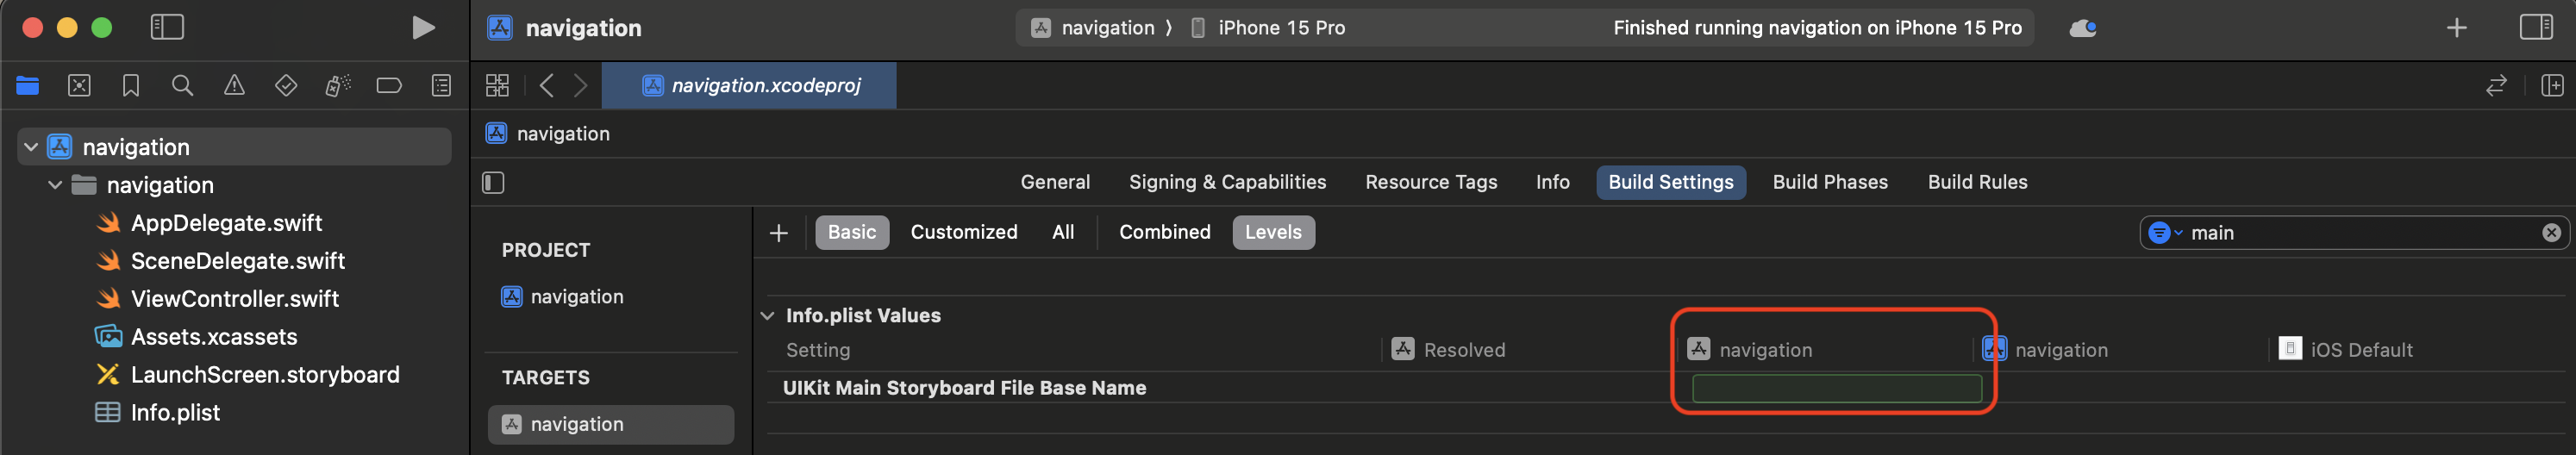 navigation
navigation
iPhone 15 Pro
Finished running navigation on iPhone 15 Pro
navigation.xcodeproj
navigation
navigation
navigation
AppDelegate.swift
SceneDelegate.swift
ViewController.swift
Assets.xcassets
LaunchScreen.storyboard
Info.plist
General
Signing & Capabilities
Resource Tags
Info
Build Settings
Build Phases
Build Rules
PROJECT
navigation
TARGETS
navigation
Basic
Customized
All
Combined
Levels
main
Info.plist Values
Setting
Resolved
navigation
navigation
iOS Default
UIKit Main Storyboard File Base Name